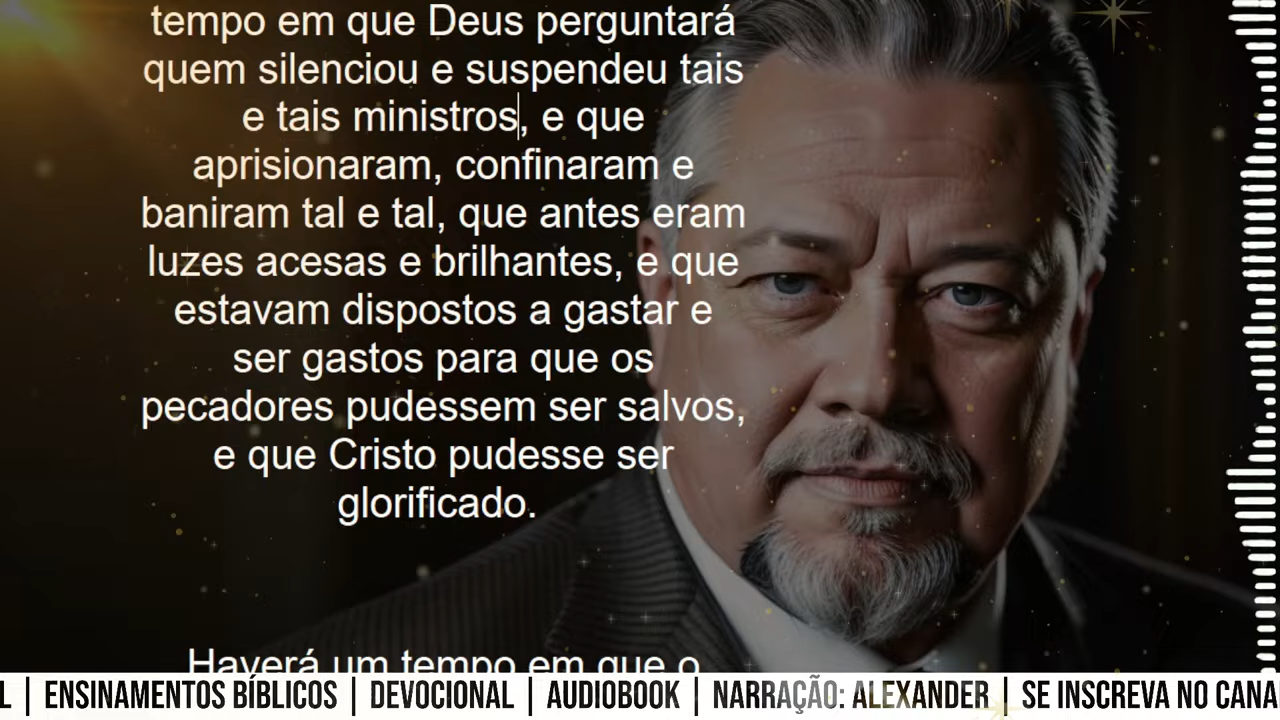 tempo em que Deus perguntará
quem silenciou e suspendeu tais
e tais ministros, e que
aprisionaram, confinaram e
baniram tal e tal, que antes eram
luzes acesas e brilhantes, e que
estavam dispostos a gastar e
ser gastos para que os
pecadores pudessem ser salvos,
e que Cristo pudesse ser
glorificado.
Haverá um tempo em que o
L | ENSINAMENTOS BÍBLICOS | DEVOCIONAL | AUDIOBOOK | NARRAÇÃO: ALEXANDER | SE INSCREVA NO CANA